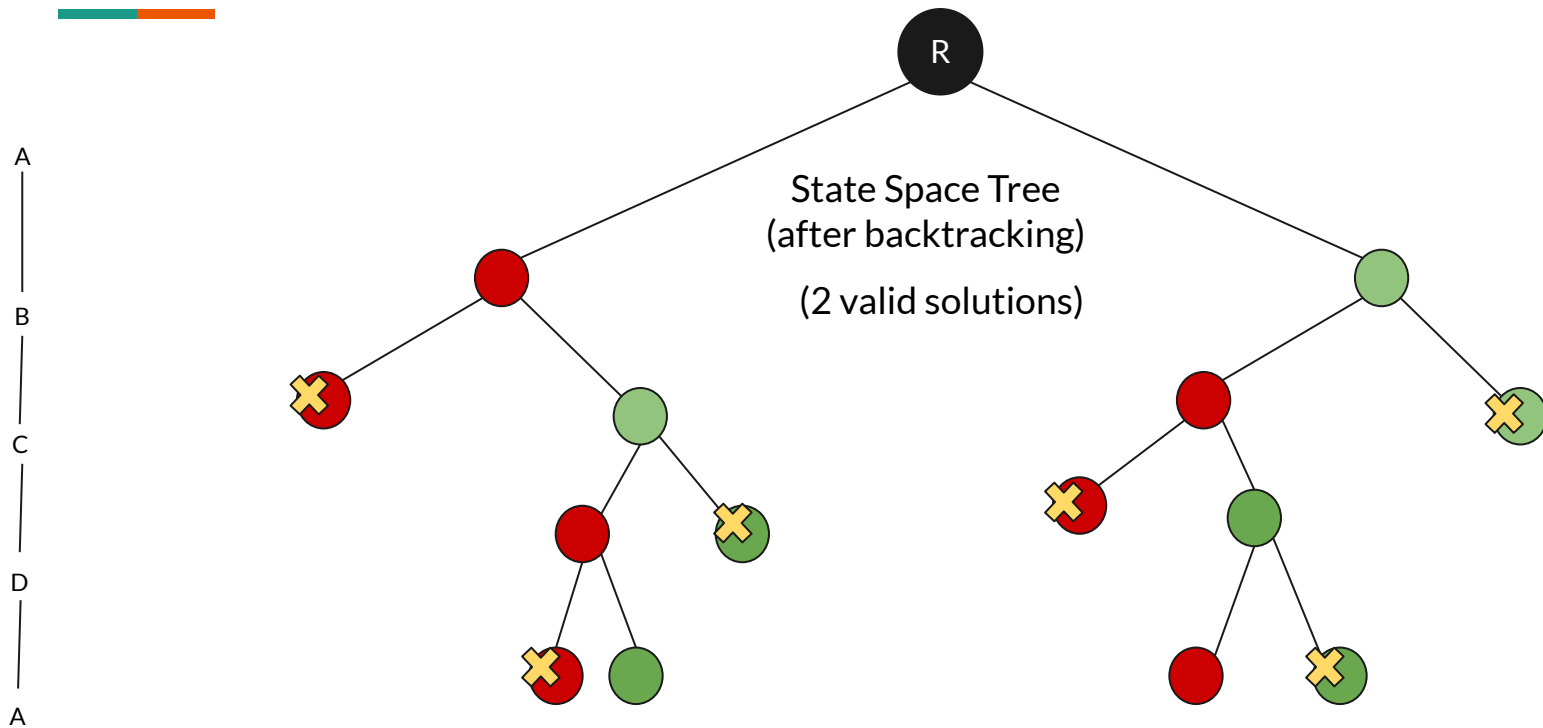 R
A
State Space Tree
(after backtracking)
(2 valid solutions)
B
C
D
A